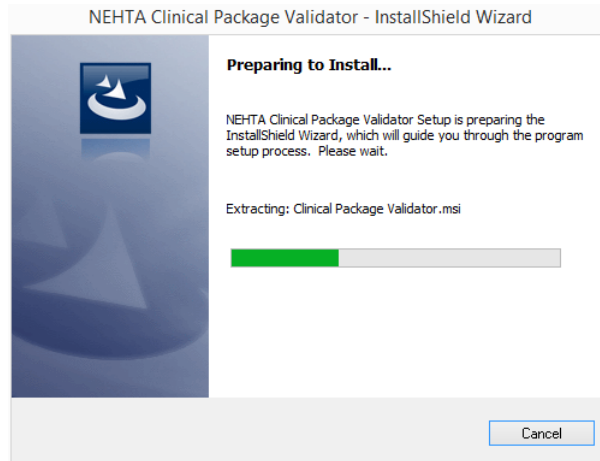 NEHTA Clinical Package Validator - InstallShield Wizard
Preparing to Install...
NEHTA Clinical Package Validator Setup is preparing the
InstallShield Wizard, which will guide you through the program
setup process. Please wait.
Extracting: Clinical Package Validator.msi
Cancel